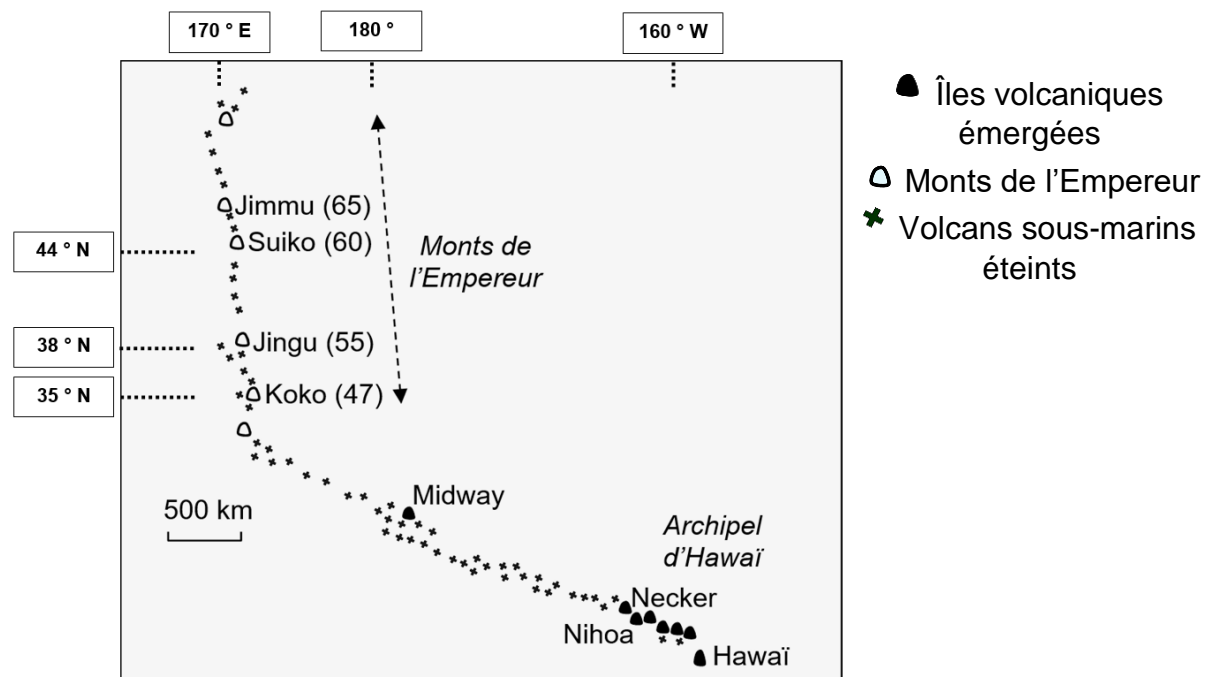 170 ° E
180 °
160 ° W
Îles volcaniques
émergées
Monts de l’Empereur
Volcans sous-marins
éteints
Jimmu (65)
44 ° N
Suiko (60)
Monts de
l’Empereur
38 ° N
Jingu (55)
35 ° N
Koko (47)
500 km
Midway
Archipel
d’Hawaï
Necker
Nihoa
Hawaï